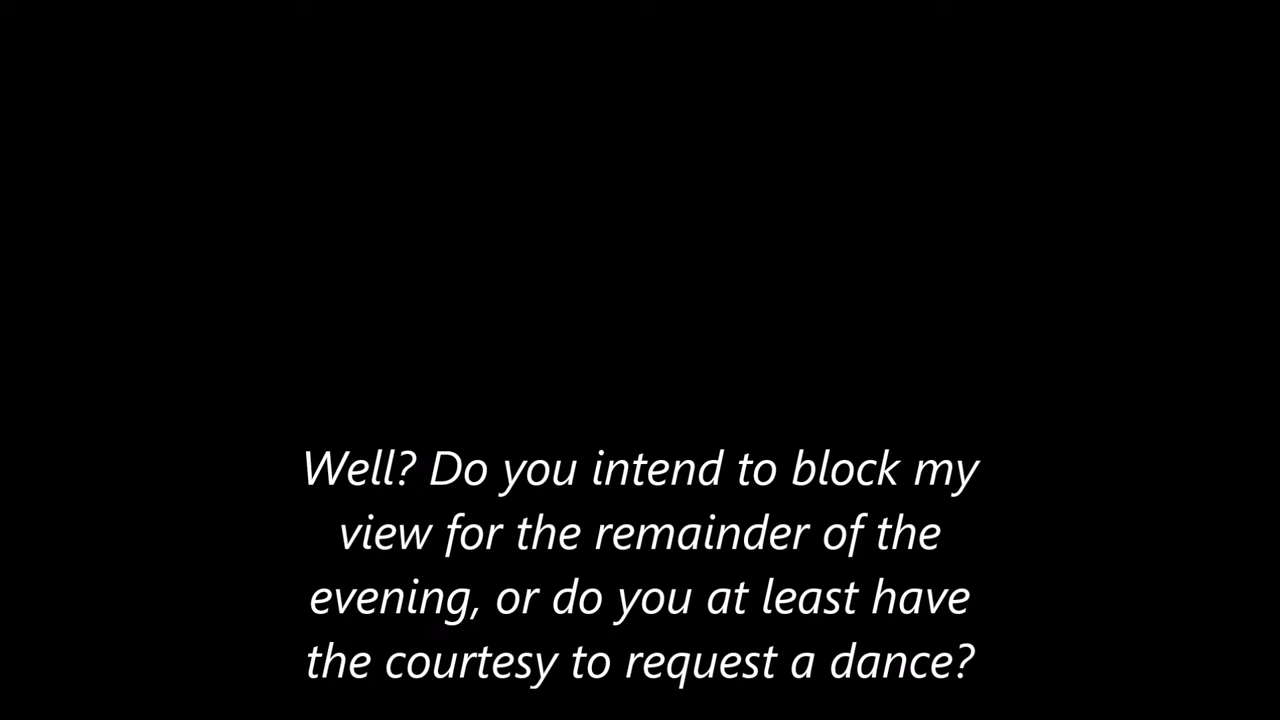 Well? Do you intend to block my
view for the remainder of the
evening, or do you at least have
the courtesy to request a dance?